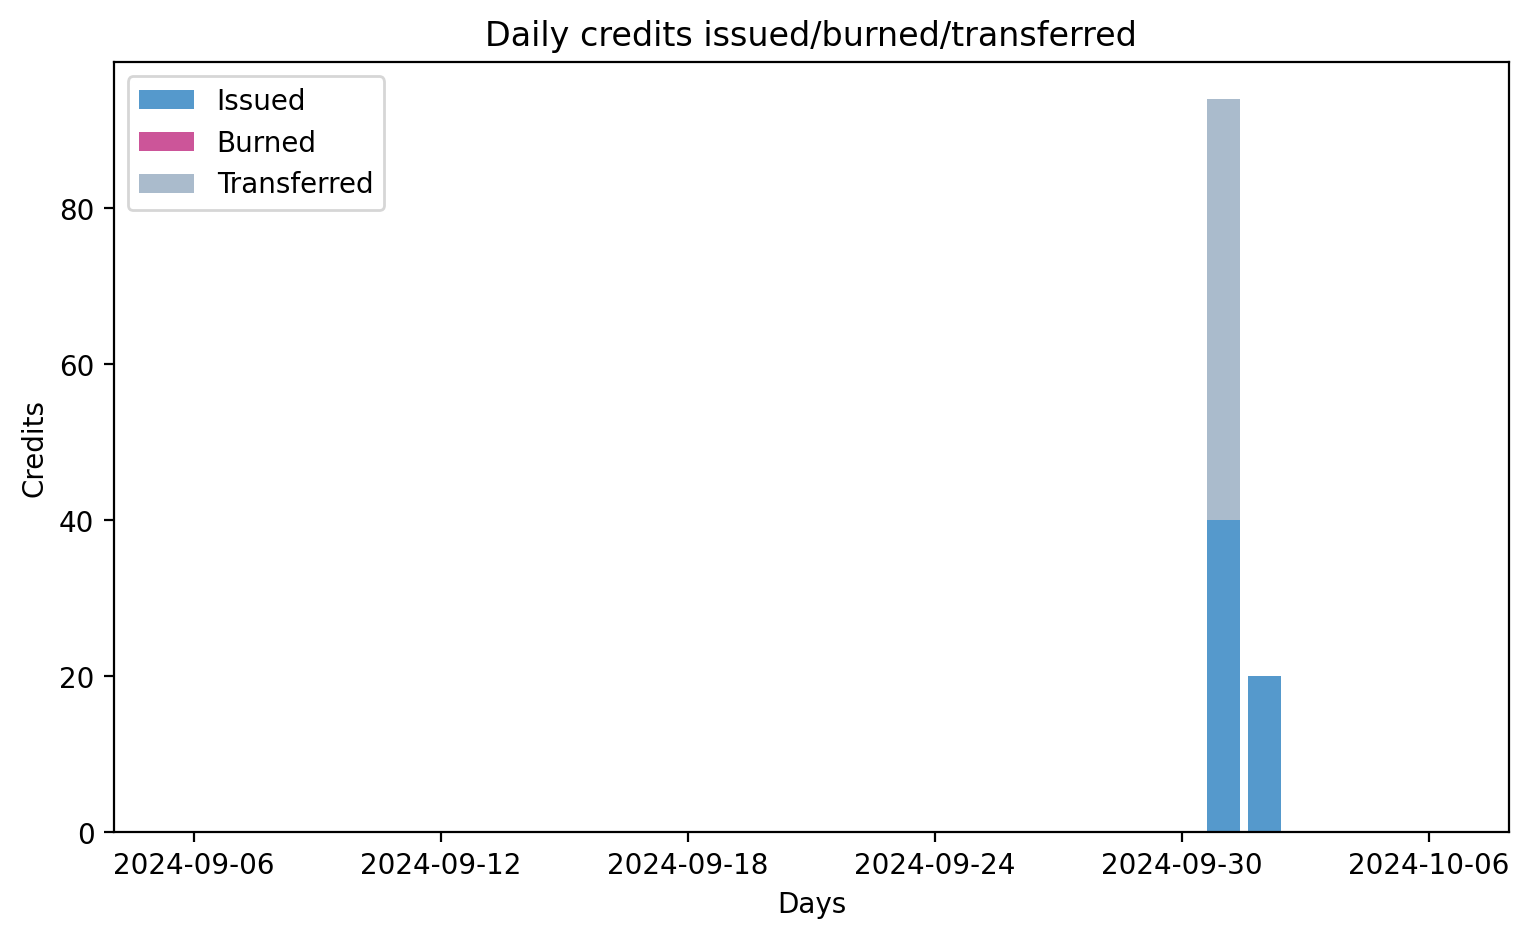 Daily credits issued/burned/transferred
Issued
Burned
Transferred
80
60
40
20
0
Credits
2024-09-06 2024-09-12 2024-09-18 2024-09-24 2024-09-30 2024-10-06
Days